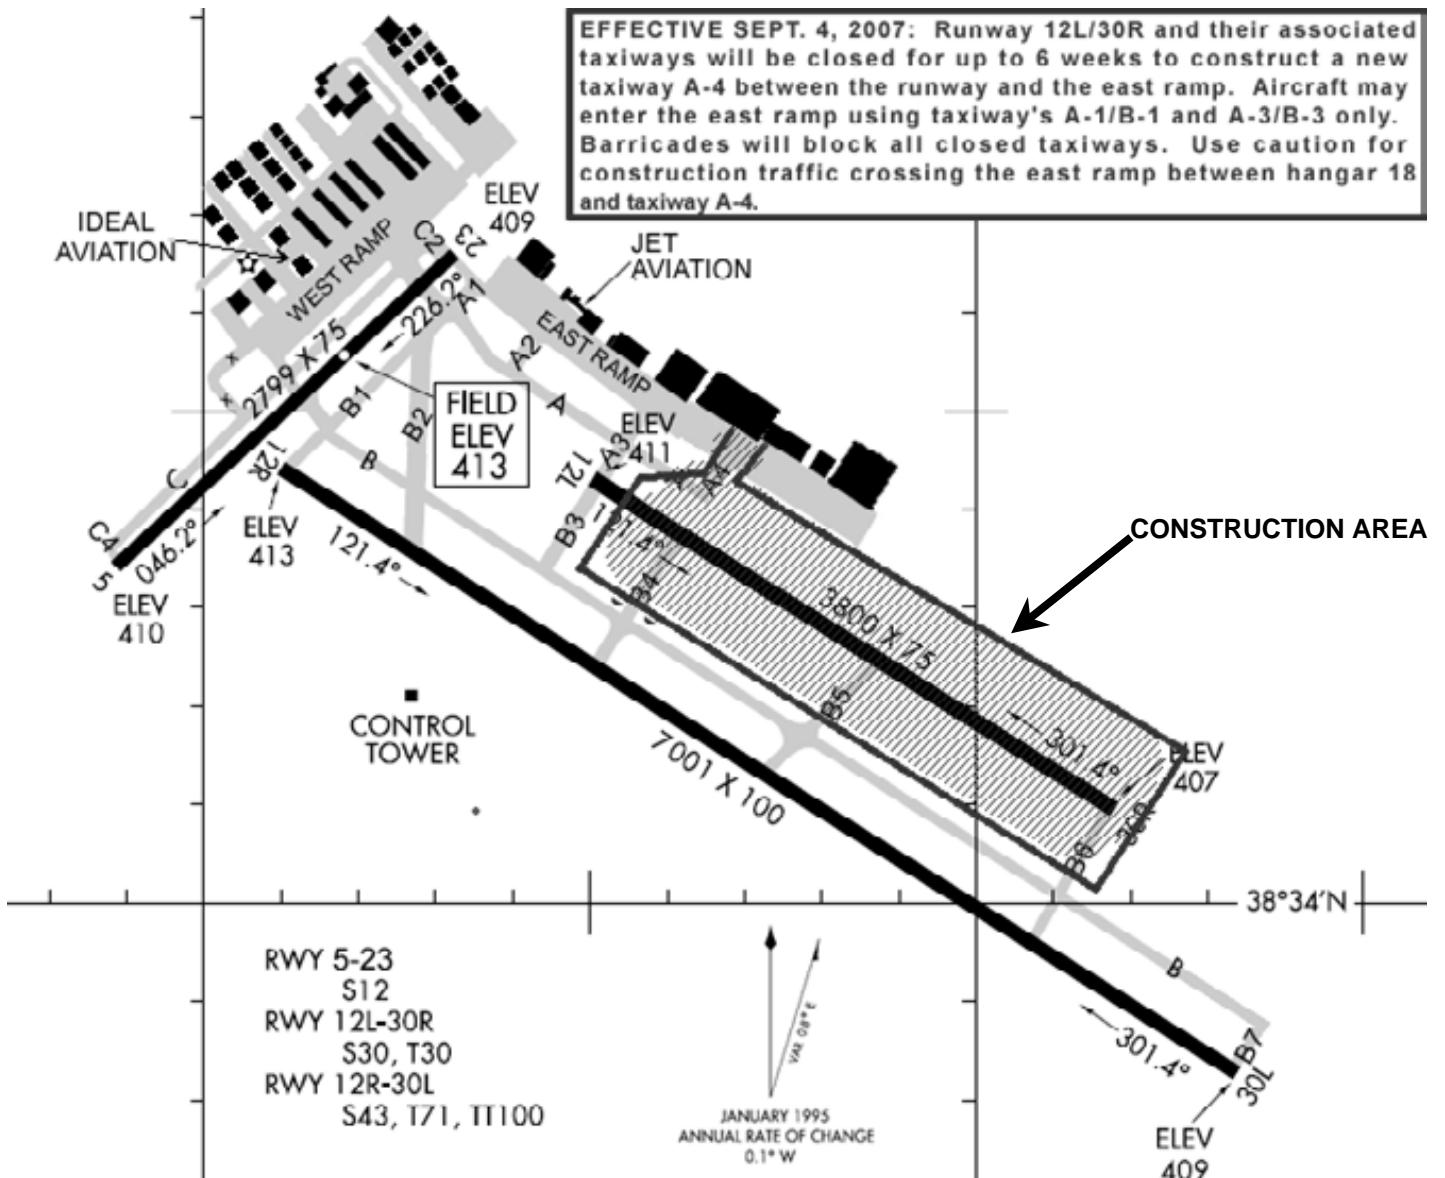 EFFECTIVE SEPT. 4, 2007: Runway 12L/30R and their associated
taxiways will be closed for up to 6 weeks to construct a new
taxiway A-4 between the runway and the east ramp. Aircraft may
enter the east ramp using taxiway's A-1/B-1 and A-3/B-3 only.
Barricades will block all closed taxiways. Use caution for
construction traffic crossing the east ramp between hangar 18
and taxiway A-4.
ELEV
409
IDEAL
AVIATION
WEST RAMP
C2
23
JET
AVIATION
A1
226.2°
EAST RAMP
A2
2799 X 75
x
x
B1
B2
A
FIELD
ELEV
413
ELEV
411
A3
12L
A4
B
12R
C
C4
046.2°
5
ELEV
410
ELEV
413
121.4°
B3
121.4°
B4
CONSTRUCTION AREA
3800 X 75
B5
301.4°
ELEV
407
B6
CONTROL
TOWER
7001 X 100
38°34'N
B
B7
30L
301.4°
ELEV
409
RWY 5-23
S12
RWY 12L-30R
S30, T30
RWY 12R-30L
S43, T71, TT100
VAR 08° E
JANUARY 1995
ANNUAL RATE OF CHANGE
0.1° W